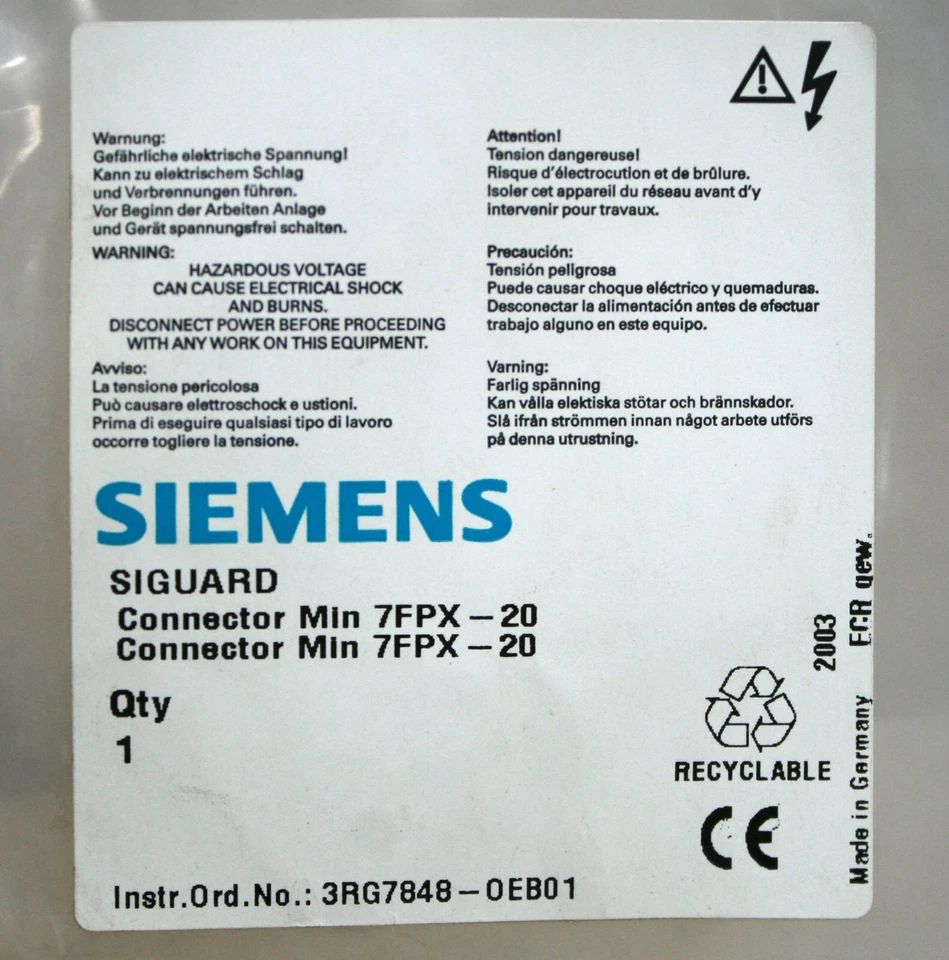 Warnung:
Gefährliche elektrische Spannung!
Kann zu elektrischem Schlag
und Verbrennungen führen.
Vor Beginn der Arbeiten Anlage
und Gerät spannungsfrei schalten.
WARNING:
HAZARDOUS VOLTAGE
CAN CAUSE ELECTRICAL SHOCK
AND BURNS.
DISCONNECT POWER BEFORE PROCEEDING
WITH ANY WORK ON THIS EQUIPMENT.
Avviso:
La tensione pericolosa
Può causare elettroschock e ustioni.
Prima di eseguire qualsiasi tipo di lavoro
occorre togliere la tensione.
Attention!
Tension dangereuse!
Risque d'électrocution et de brûlure.
Isoler cet appareil du réseau avant d'y
intervenir pour travaux.
Precaución:
Tensión peligrosa
Puede causar choque eléctrico y quemaduras.
Desconectar la alimentación antes de efectuar
trabajo alguno en este equipo.
Varning:
Farlig spänning
Kan vålla elektiska stötar och brännskador.
Slå ifrån strömmen innan något arbete utförs
på denna utrustning.
SIEMENS
SIGUARD
Connector Min 7FPX-20
Connector Min 7FPX-20
Qty
1
RECYCLABLE
CE
Instr.Ord.No.: 3RG7848-0EB01
2003
Made in Germany ECR qew.